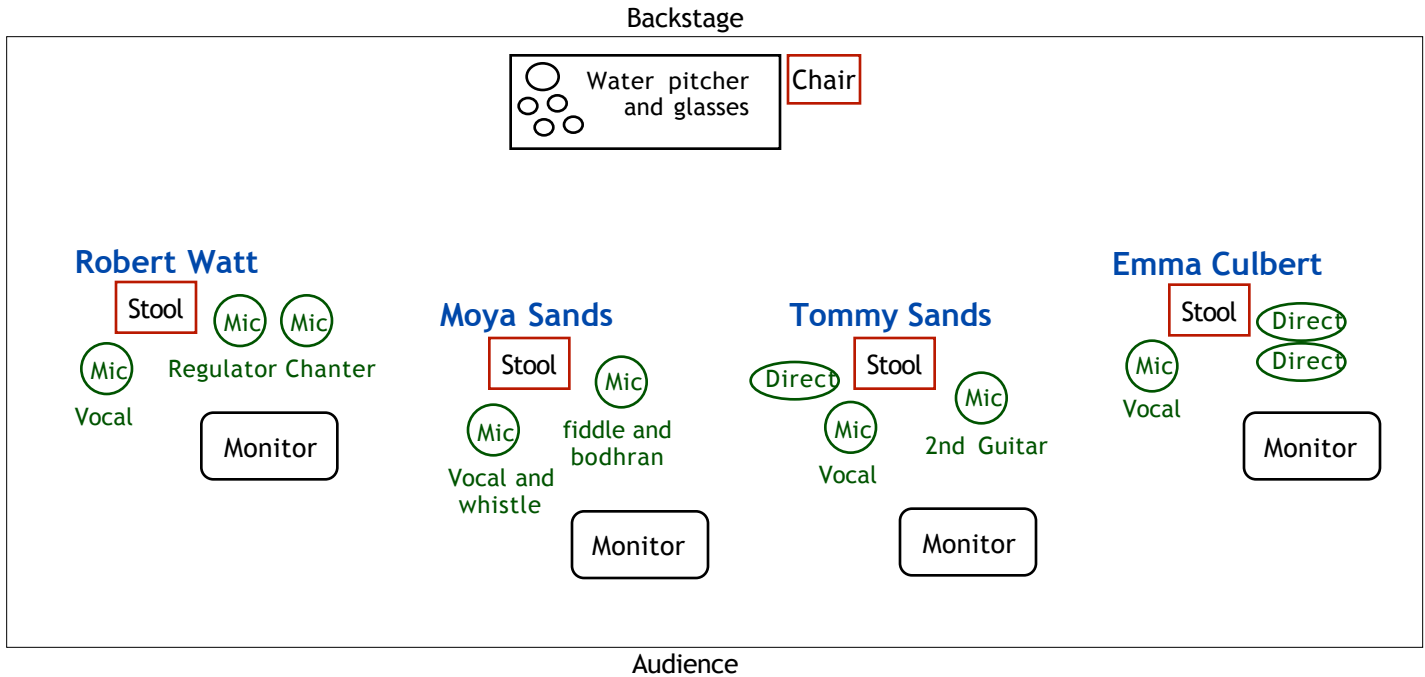 Backstage
Water pitcher
and glasses
Chair
Robert Watt
Stool
Mic
Mic
Regulator Chanter
Mic
Vocal
Monitor
Moya Sands
Stool
Mic
fiddle and
bodhran
Mic
Vocal and
whistle
Monitor
Tommy Sands
Stool
Direct
Mic
2nd Guitar
Mic
Vocal
Monitor
Emma Culbert
Stool
Direct
Direct
Mic
Vocal
Monitor
Audience